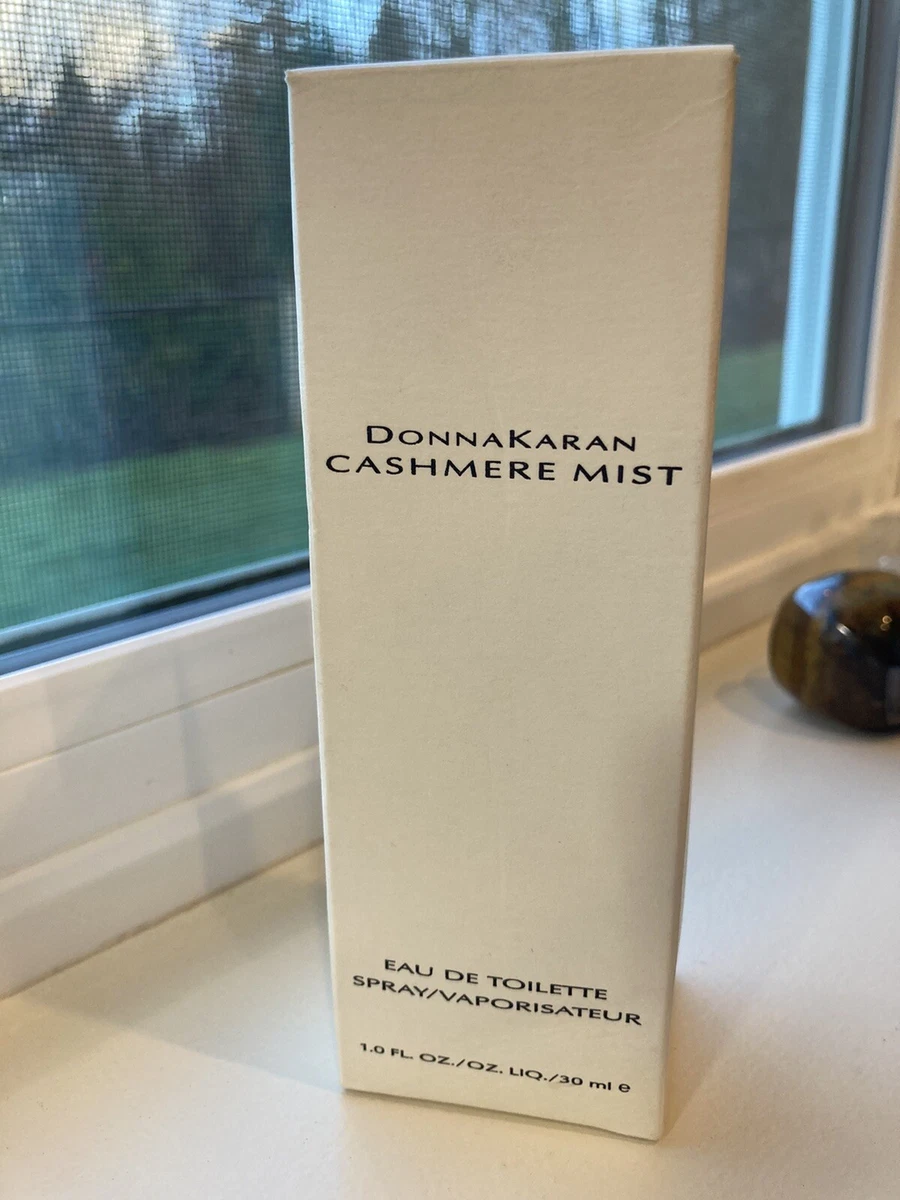 DONNAKARAN
CASHMERE MIST
EAU DE TOILETTE
SPRAY/VAPORISATEUR
1.0 FL. OZ./OZ. LIQ./30 ml e